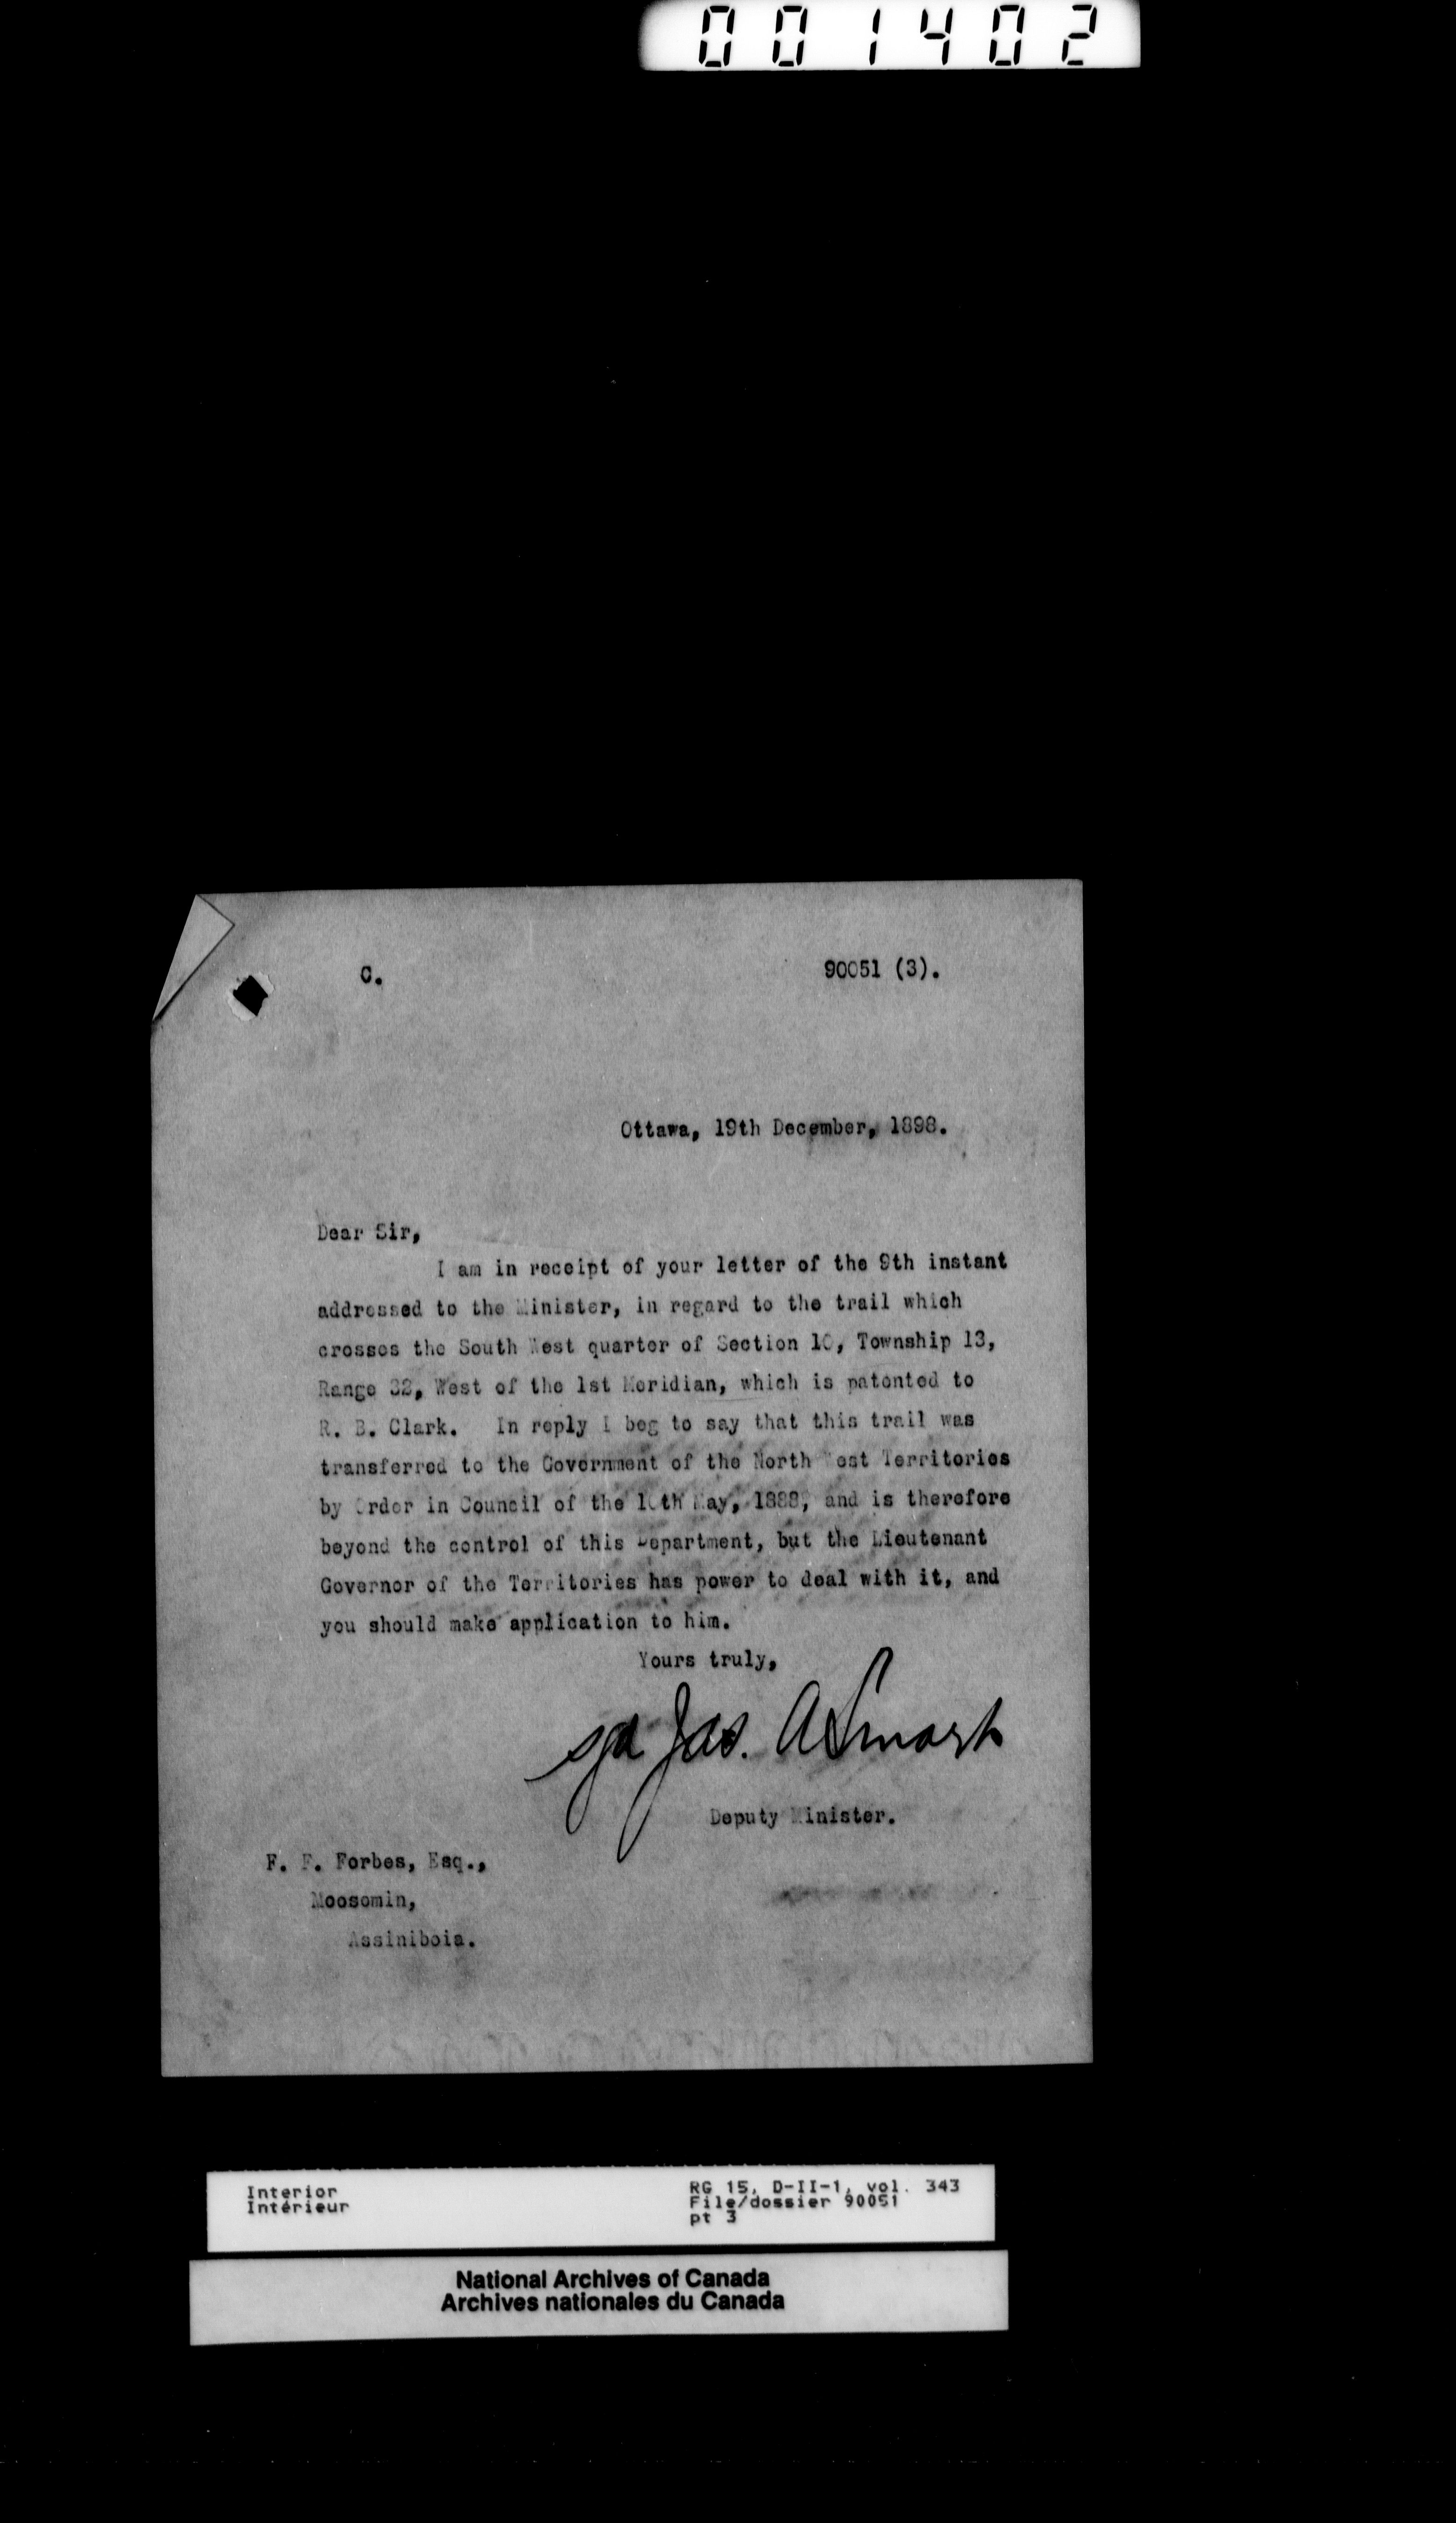 001402
C. 90051 (3).
Ottawa, 19th December, 1898.
Dear Sir,
I am in receipt of your letter of the 9th instant
addressed to the Minister, in regard to the trail which
crosses the South West quarter of Section 10, Township 13,
Range 32, West of the 1st Meridian, which is patented to
R. B. Clark. In reply I beg to say that this trail was
transferred to the Government of the North West Territories
by Order in Council of the May, 1888, and is therefore
beyond the control of this Department, but the Lieutenant
Governor of the Territories has power to deal with it, and
you should make application to him.
Yours truly,
sgd Jas. A Smart
Deputy Minister.
F. F. Forbes, Esq.,
Moosomin,
Assiniboia.
Interior RG 15, D-II-1, vol. 343
Intérieur File/dossier 90051
pt 3
National Archives of Canada
Archives nationales du Canada